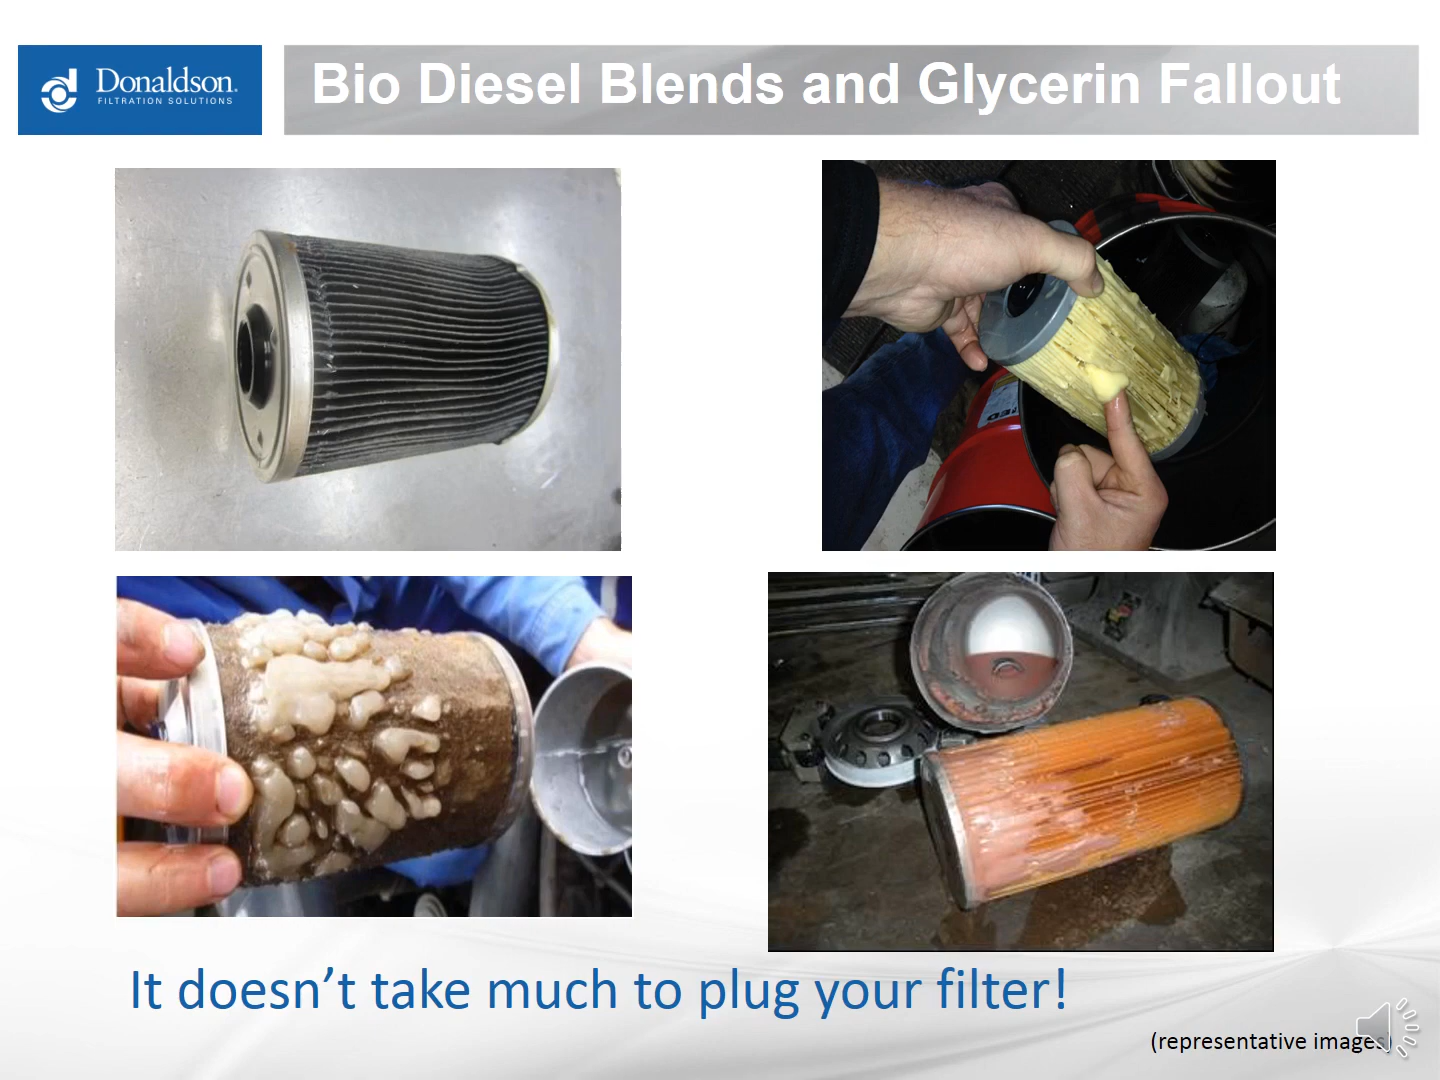 Donaldson.
FILTRATION SOLUTIONS
Bio Diesel Blends and Glycerin Fallout
It doesn’t take much to plug your filter!
(representative images)